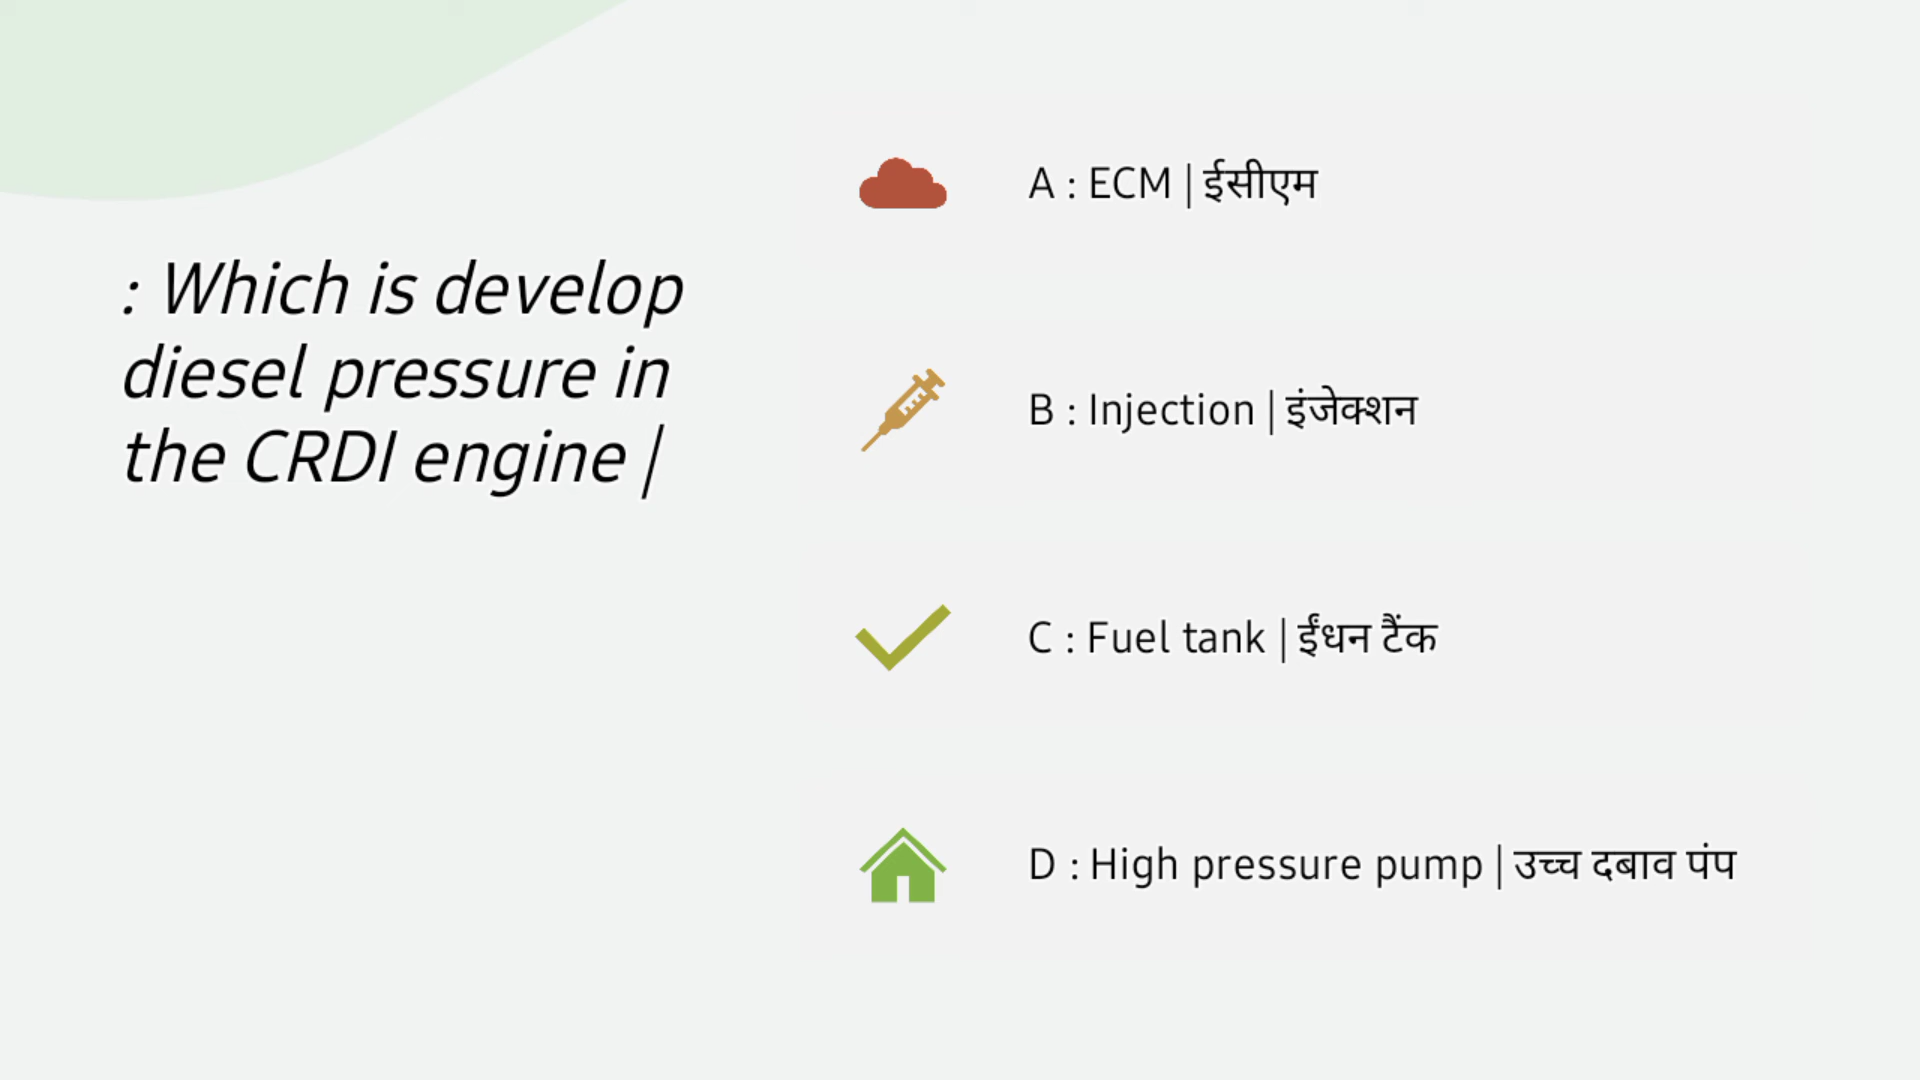 : Which is develop
diesel pressure in
the CRDI engine |
A : ECM | ईसीएम
B : Injection | इंजेक्शन
C : Fuel tank | ईंधन टैंक
D : High pressure pump | उच्च दबाव पंप